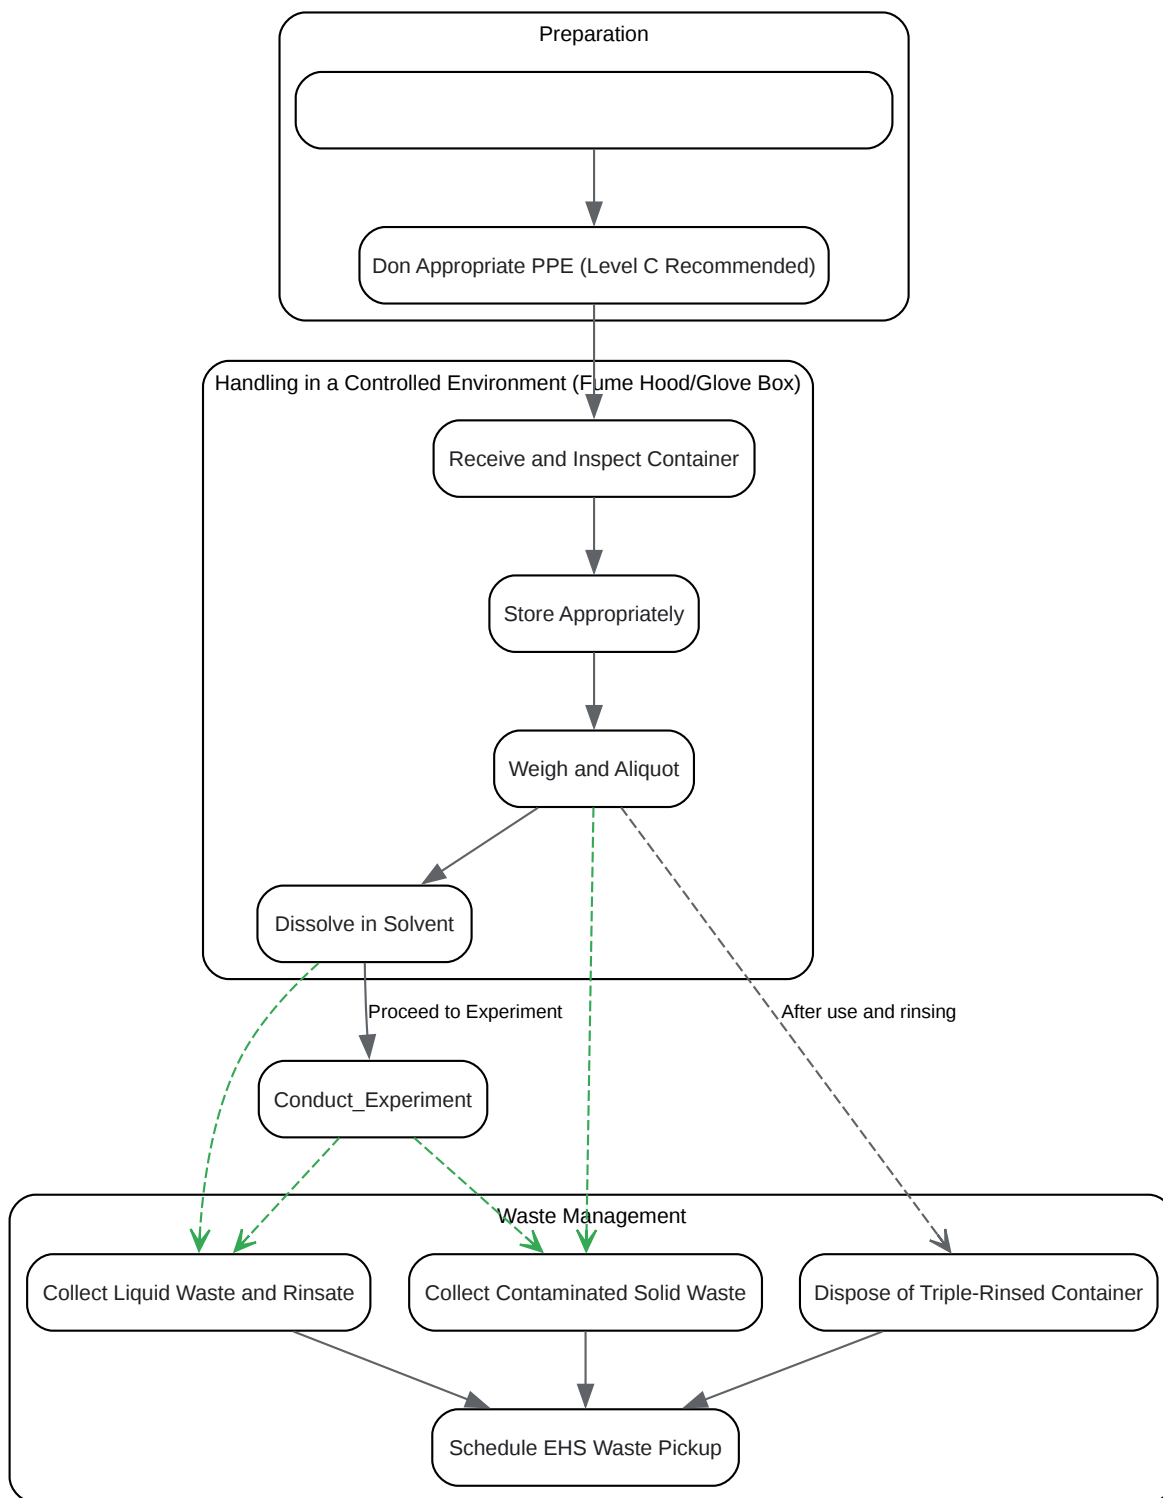 Preparation
Don Appropriate PPE (Level C Recommended)
Handling in a Controlled Environment (Fume Hood/Glove Box)
Receive and Inspect Container
Store Appropriately
Weigh and Aliquot
Dissolve in Solvent
Proceed to Experiment
After use and rinsing
Conduct_Experiment
Waste Management
Collect Liquid Waste and Rinsate
Collect Contaminated Solid Waste
Dispose of Triple-Rinsed Container
Schedule EHS Waste Pickup